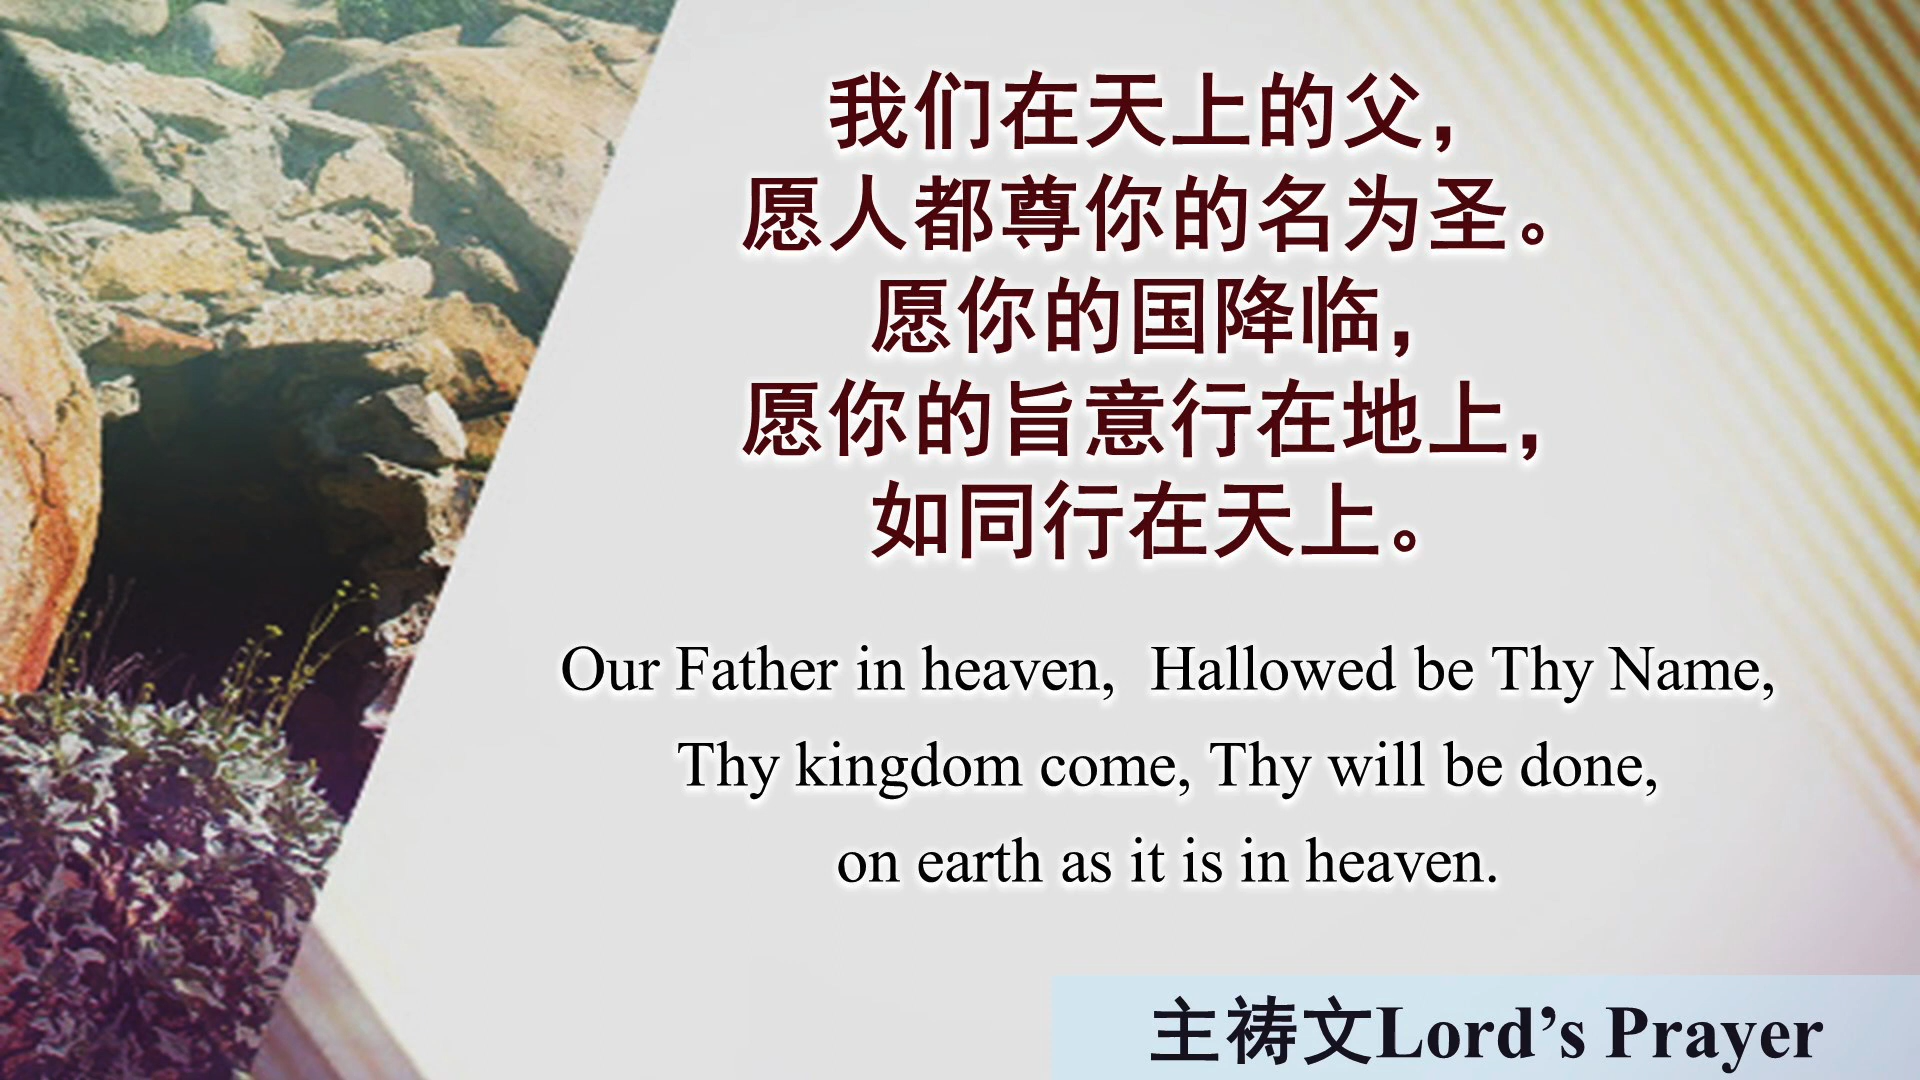 我们在天上的父，
愿人都尊你的名为圣。
愿你的国降临，
愿你的旨意行在地上，
如同行在天上。
Our Father in heaven,  Hallowed be Thy Name,
Thy kingdom come, Thy will be done,
on earth as it is in heaven.
主祷文Lord’s Prayer